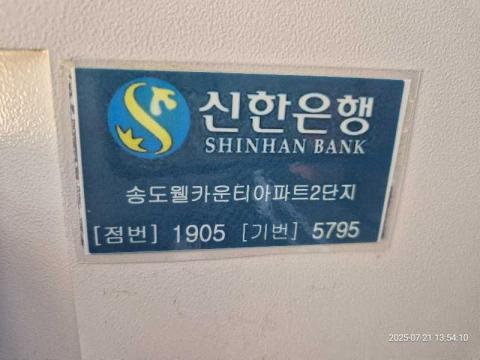 신한은행
SHINHAN BANK
송도웰카운티아파트2단지
[점번] 1905 [기번] 5795
2025-07-21 13:54:10